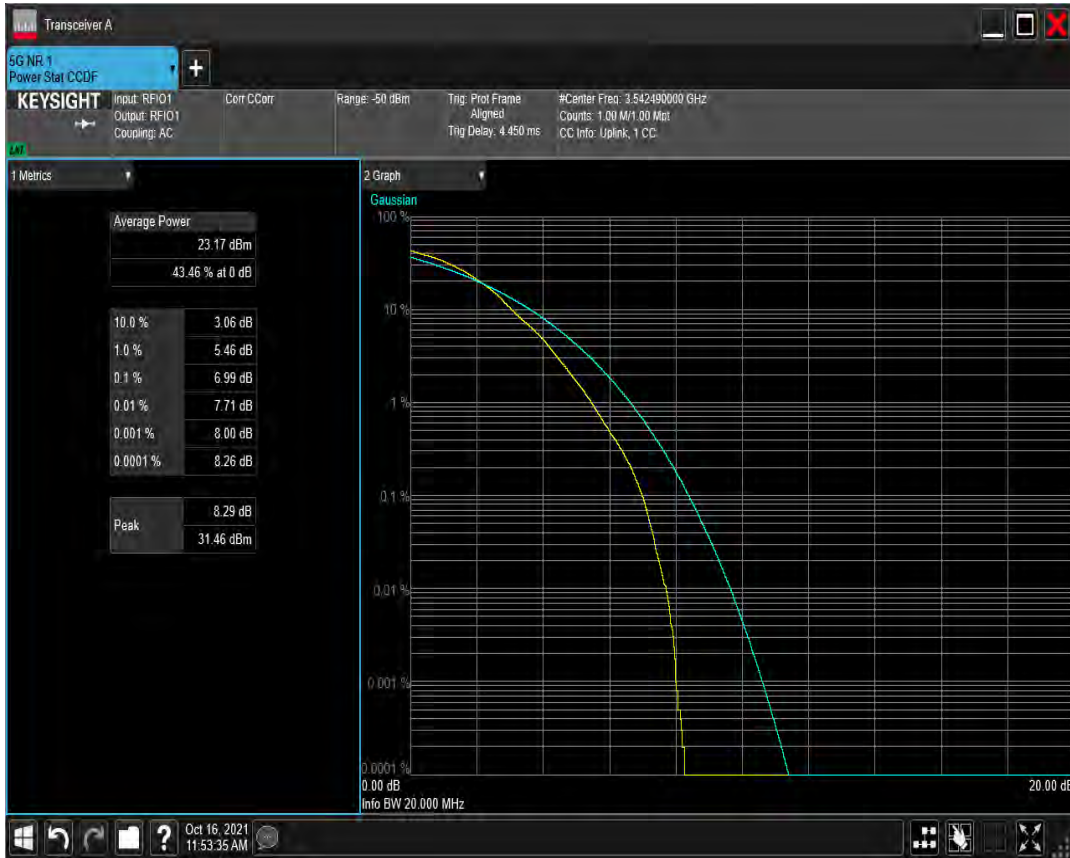 Transceiver A
5G NR 1
Power Stat CCDF
+
KEYSIGHT
Input: RFIO1
Output: RFIO1
Coupling: AC
Corr CCorr
Range: -50 dBm
Trig: Prot Frame
Aligned
Trig Delay: 4.450 ms
#Center Freq: 3.542490000 GHz
Counts: 1.00 M/1.00 Mpt
CC Info: Uplink, 1 CC
1 Metrics
Average Power
23.17 dBm
43.46 % at 0 dB
10.0 % 3.06 dB
1.0 % 5.46 dB
0.1 % 6.99 dB
0.01 % 7.71 dB
0.001 % 8.00 dB
0.0001 % 8.26 dB
Peak
8.29 dB
31.46 dBm
2 Graph
Gaussian
100 %
10 %
1 %
0.1 %
0.01 %
0.001 %
0.0001 %
0.00 dB
20.00 dB
Info BW 20.000 MHz
?
Oct 16, 2021
11:53:35 AM